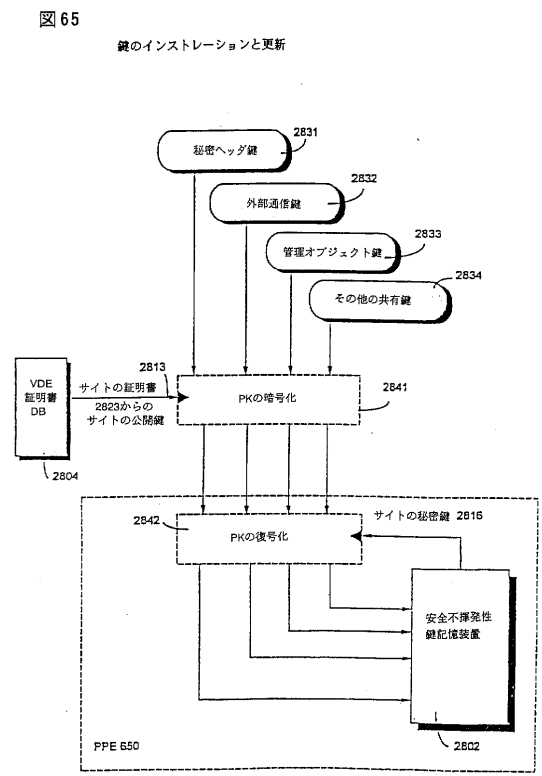 図65
鍵のインストレーションと更新
2831
秘密ヘッダ鍵
2832
外部通信鍵
2833
管理オブジェクト鍵
2834
その他の共有鍵
2813
VDE
証明書
DB
サイトの証明書
2823からの
サイトの公開鍵
PKの暗号化
2841
2804
2842
PKの復号化
サイトの秘密鍵 2816
安全不揮発性
鍵記憶装置
PPE 650
2802